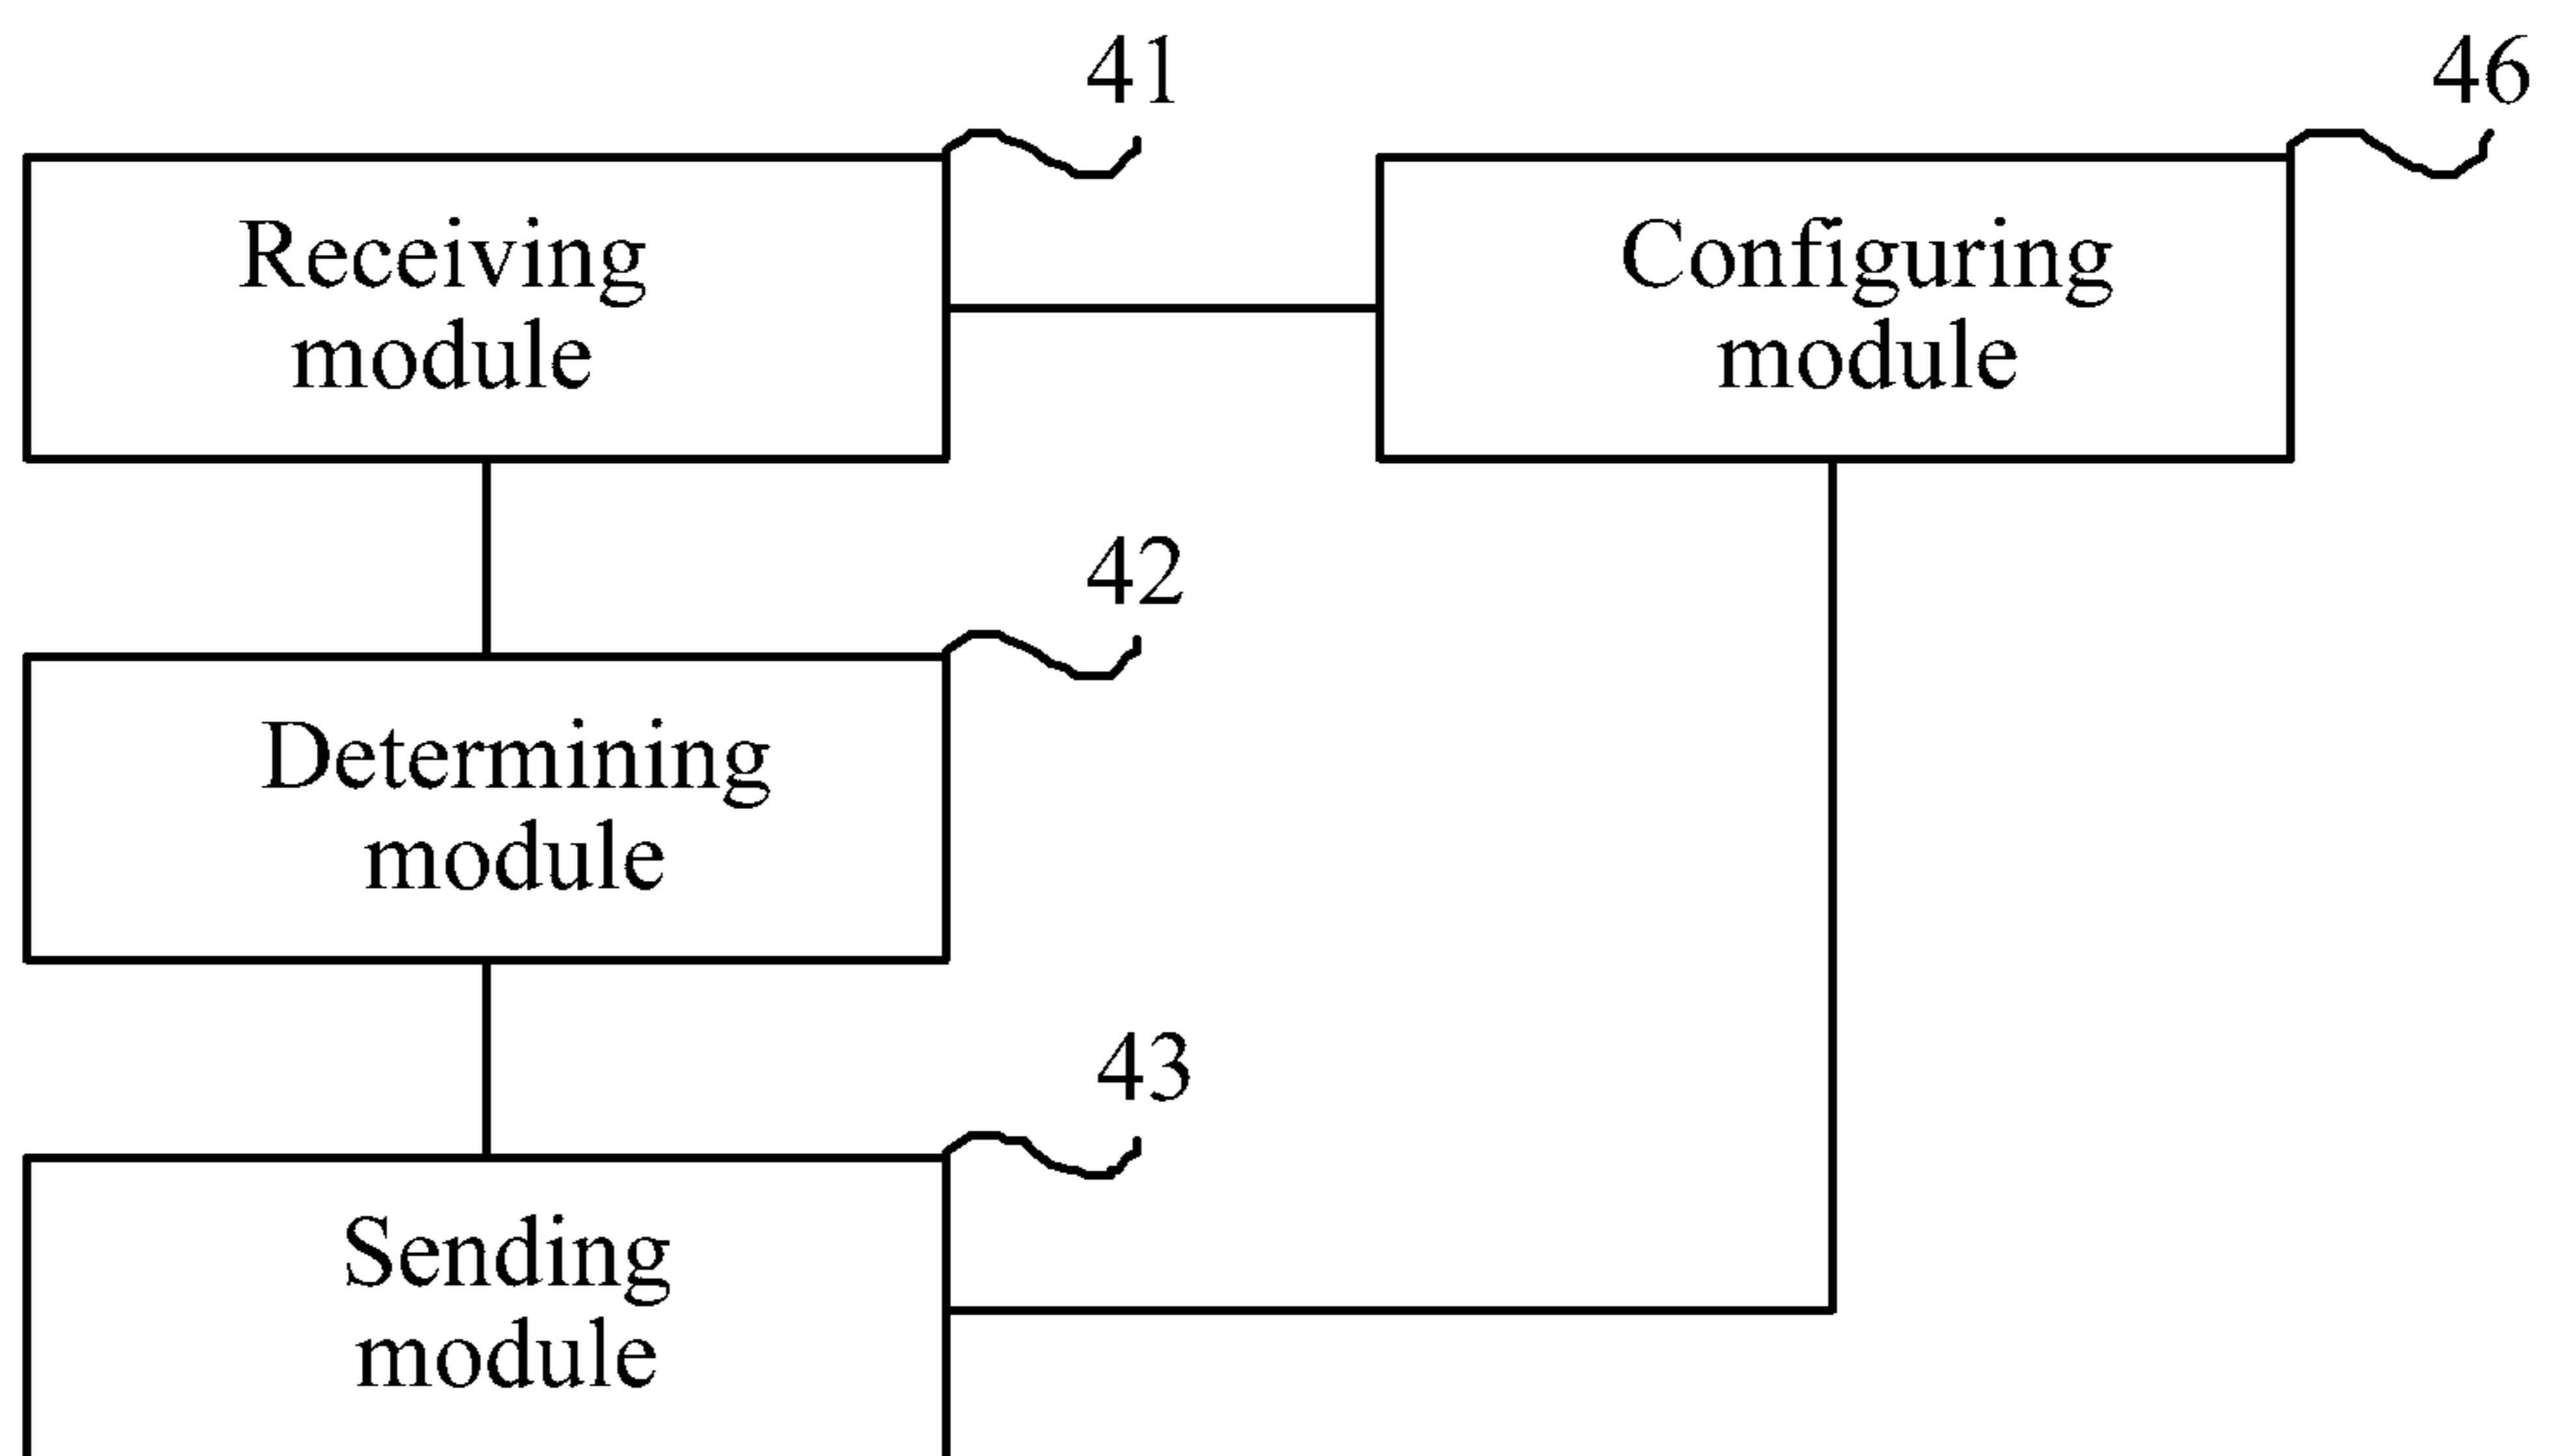 41
46
Receiving
module
Configuring
module
42
Determining
module
43
Sending
module